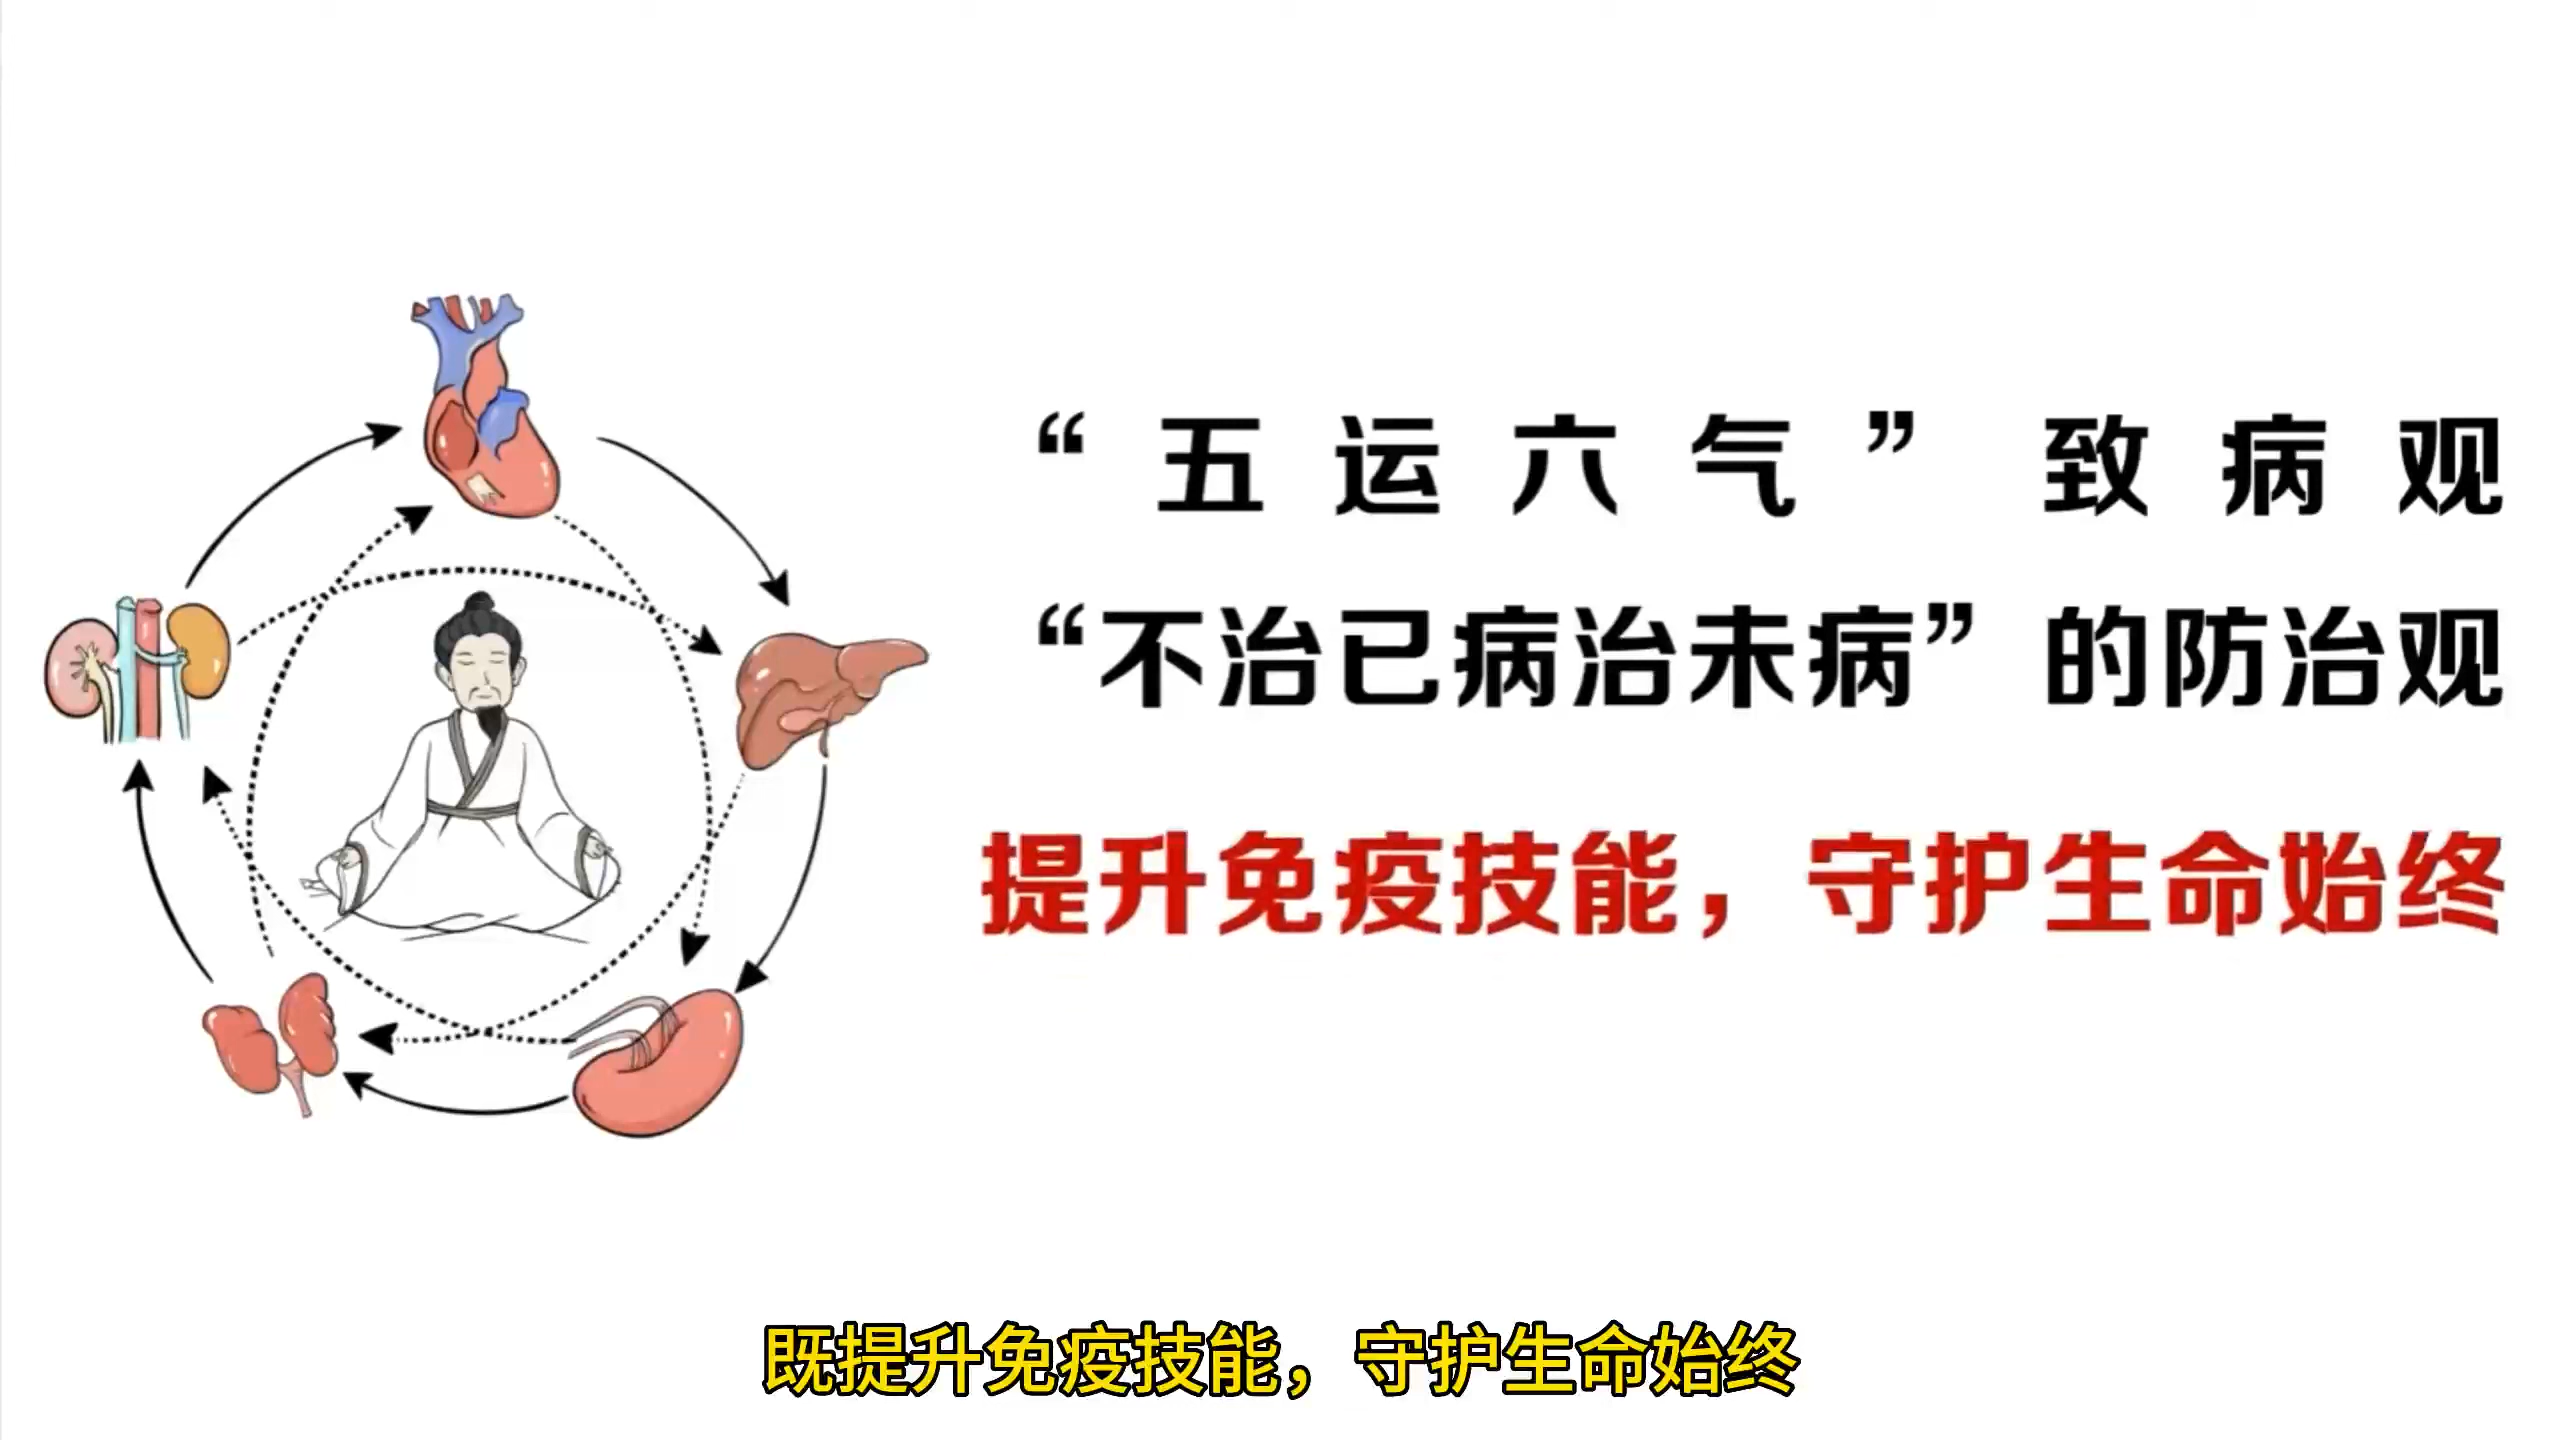 “五运六气”致病观
“不治已病治未病”的防治观
提升免疫技能，守护生命始终
既提升免疫技能，守护生命始终